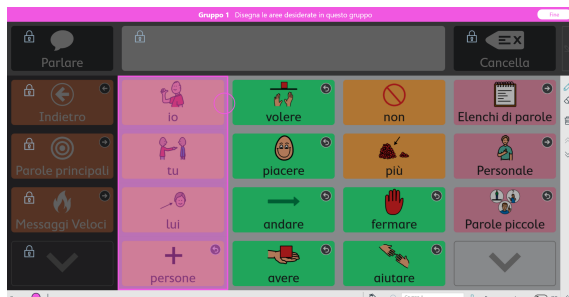 Gruppo 1 Disegna le aree desiderate in questo gruppo
Fine
Parlare
Cancella
Indietro
io
volere
non
Elenchi di parole
Parole principali
tu
piacere
più
Personale
Messaggi Veloci
lui
andare
fermare
Parole piccole
persone
avere
aiutare